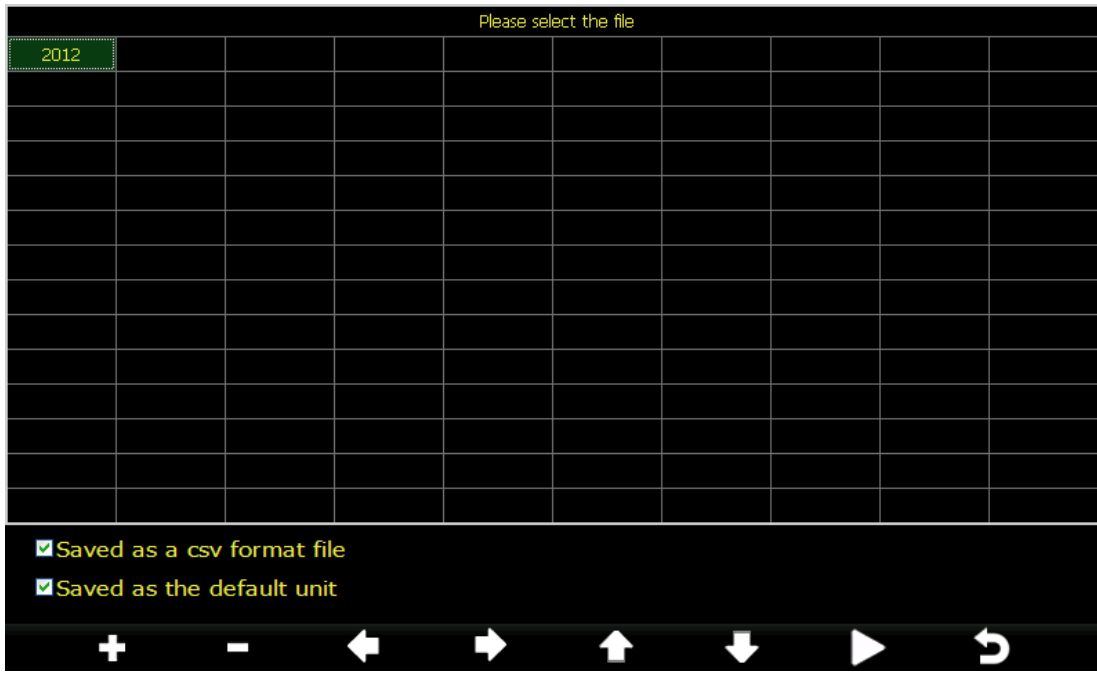 Please select the file
2012
Saved as a csv format file
Saved as the default unit